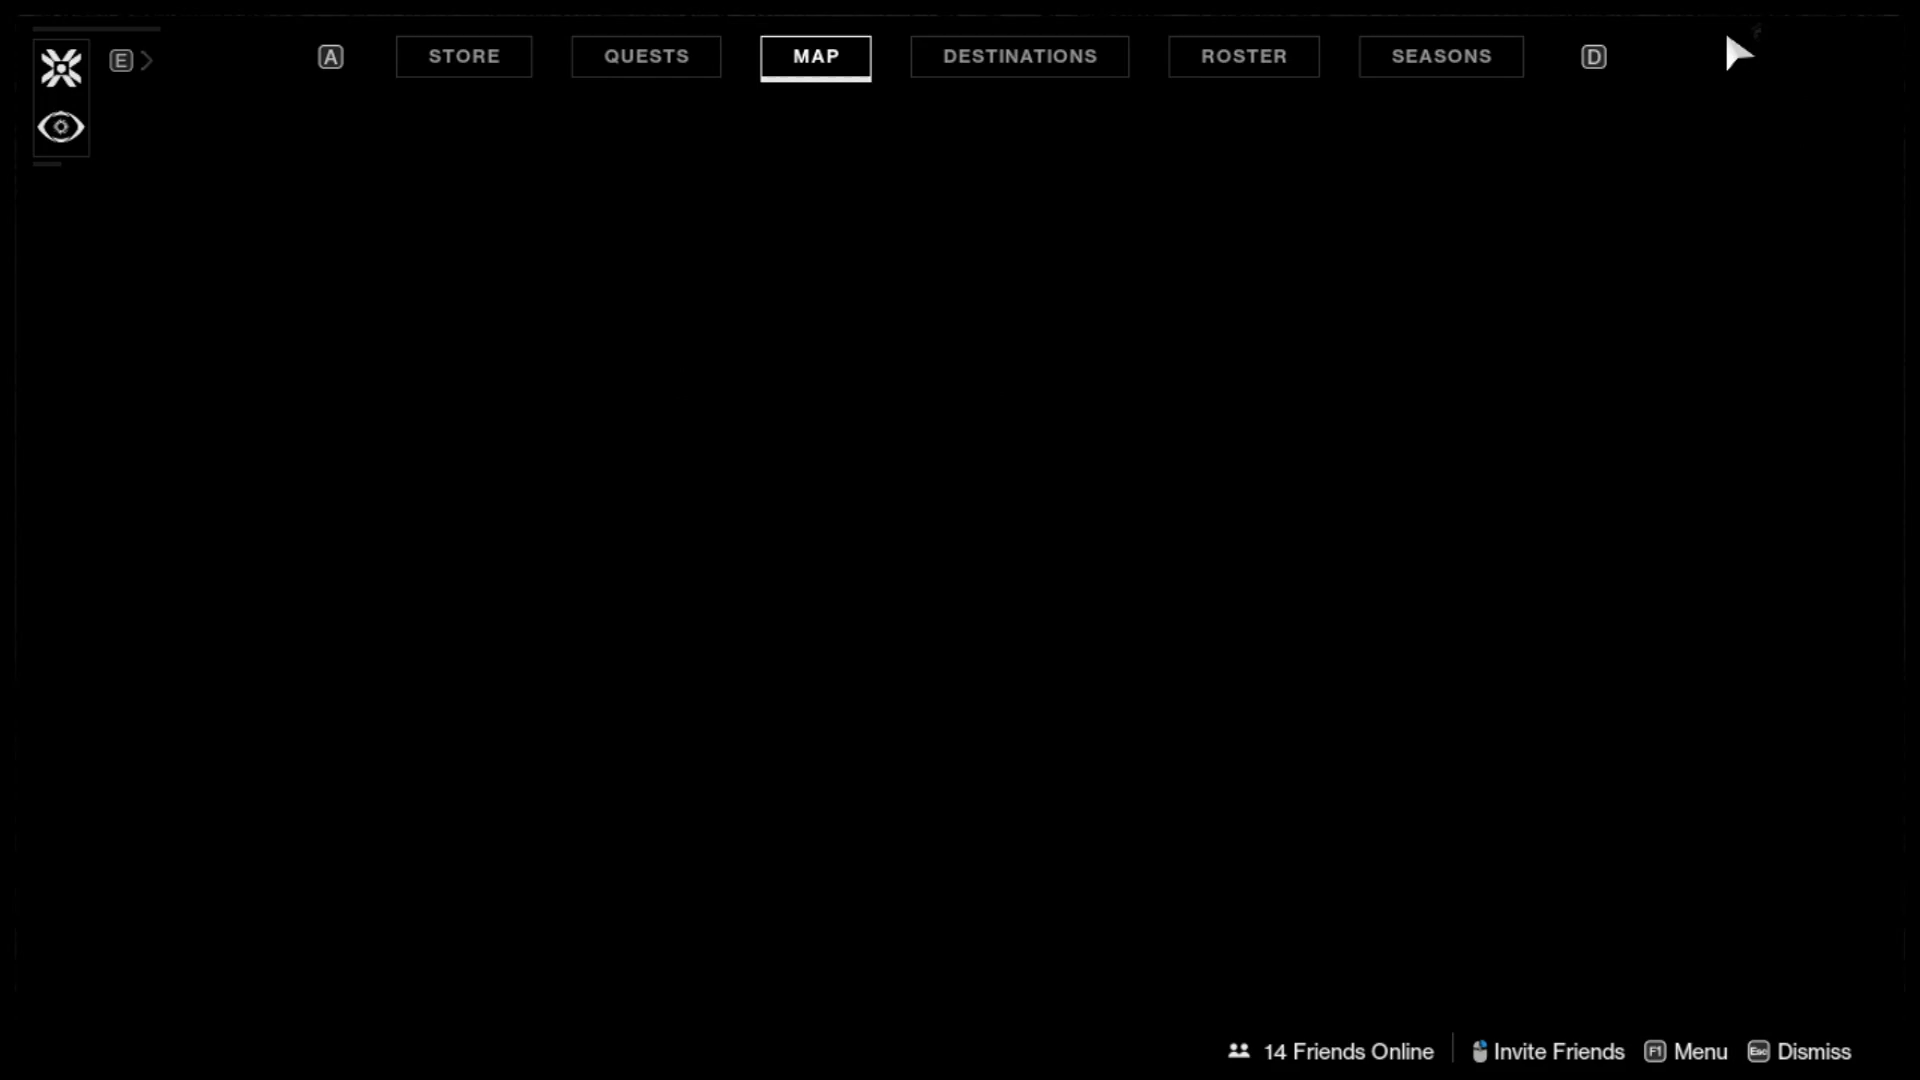 E
A
STORE
QUESTS
MAP
DESTINATIONS
ROSTER
SEASONS
D
14 Friends Online
Invite Friends
F1 Menu
Esc Dismiss